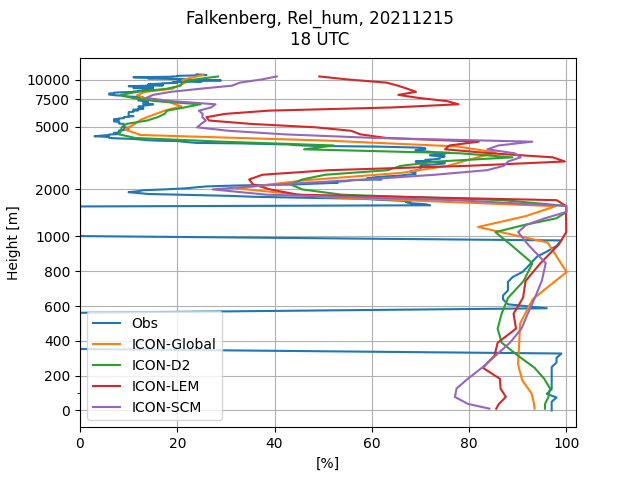 Falkenberg, Rel_hum, 20211215
18 UTC
10000
7500
5000
2000
1000
800
600
400
200
0
Height [m]
Obs
ICON-Global
ICON-D2
ICON-LEM
ICON-SCM
0 20 40 60 80 100
[%]